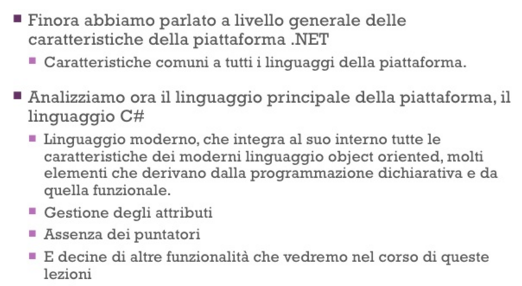 Finora abbiamo parlato a livello generale delle
caratteristiche della piattaforma .NET
Caratteristiche comuni a tutti i linguaggi della piattaforma.
Analizziamo ora il linguaggio principale della piattaforma, il
linguaggio C#
Linguaggio moderno, che integra al suo interno tutte le
caratteristiche dei moderni linguaggio object oriented, molti
elementi che derivano dalla programmazione dichiarativa e da
quella funzionale.
Gestione degli attributi
Assenza dei puntatori
E decine di altre funzionalità che vedremo nel corso di queste
lezioni